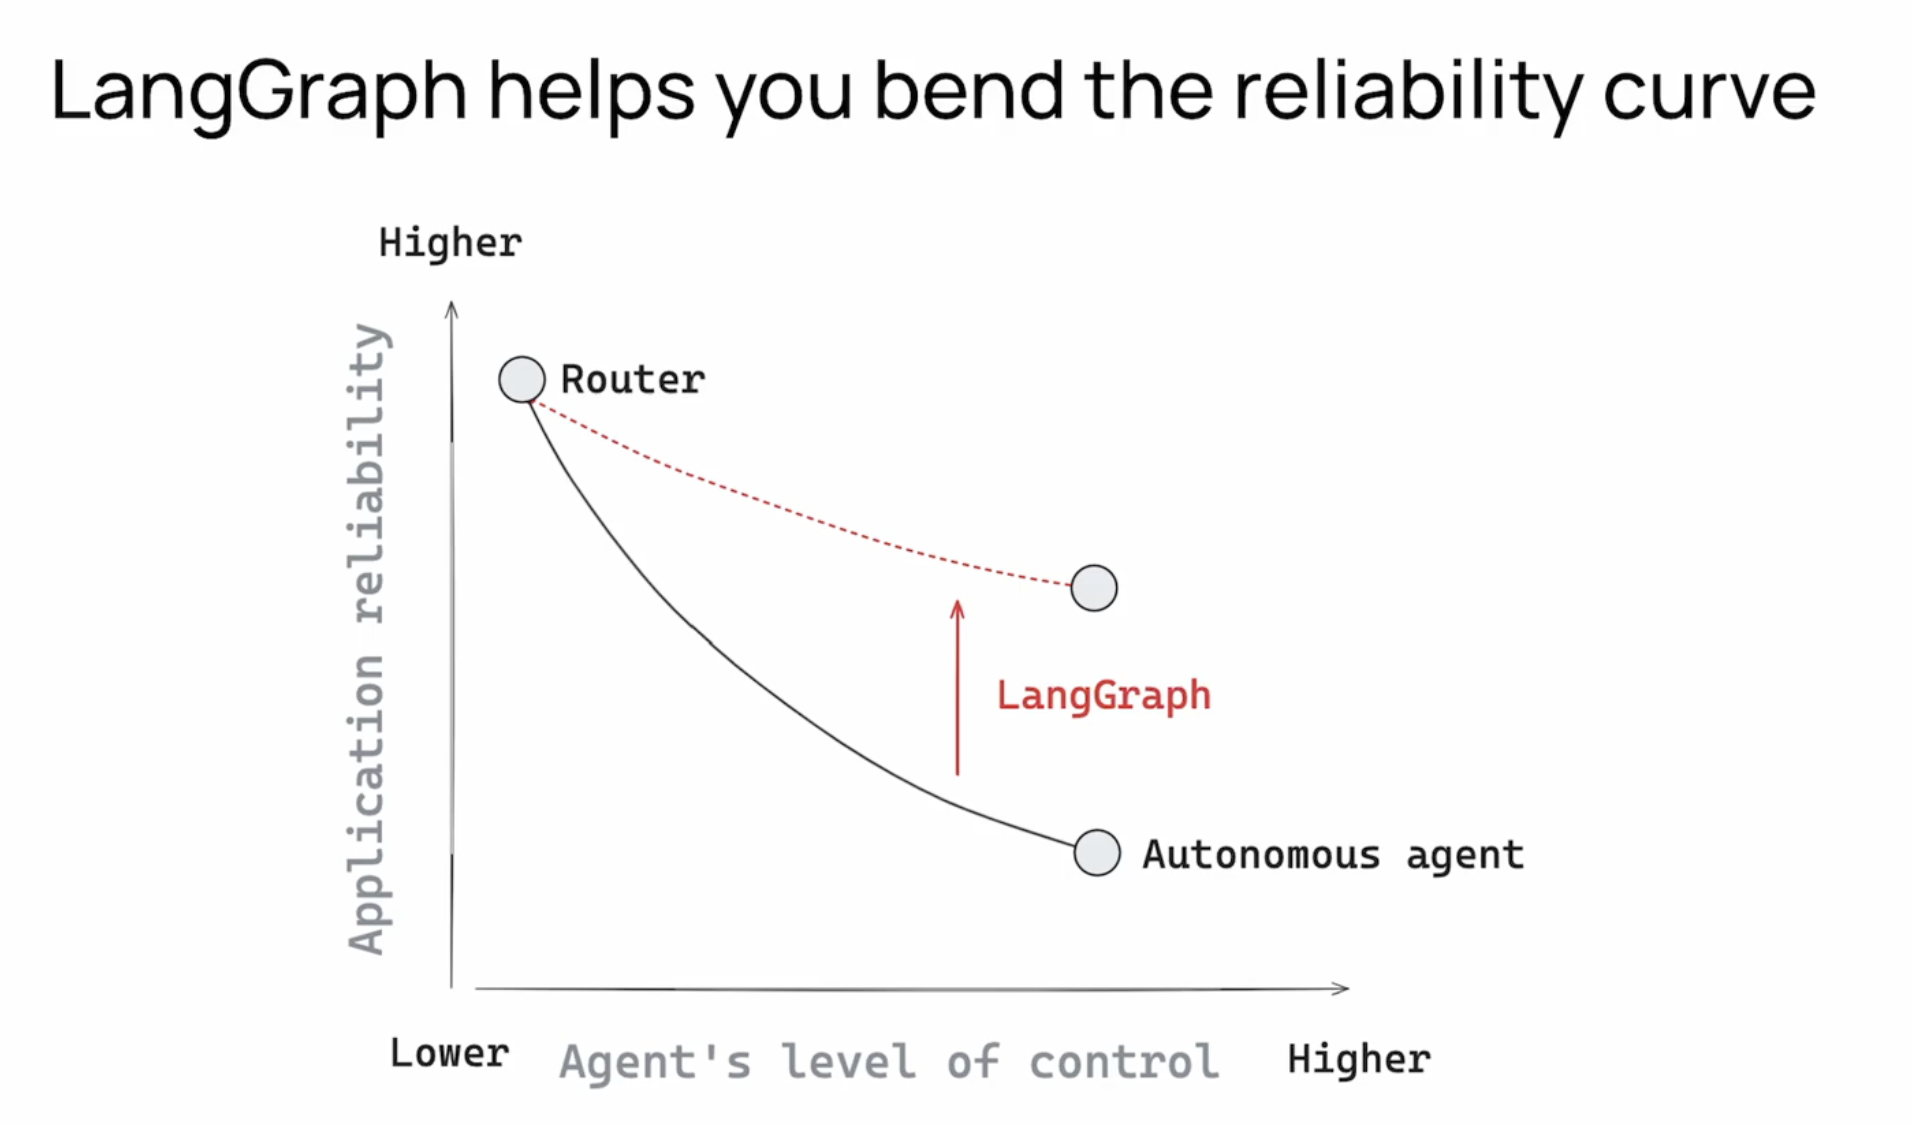 LangGraph helps you bend the reliability curve
Higher
Application reliability
Router
LangGraph
Autonomous agent
Lower
Agent's level of control
Higher